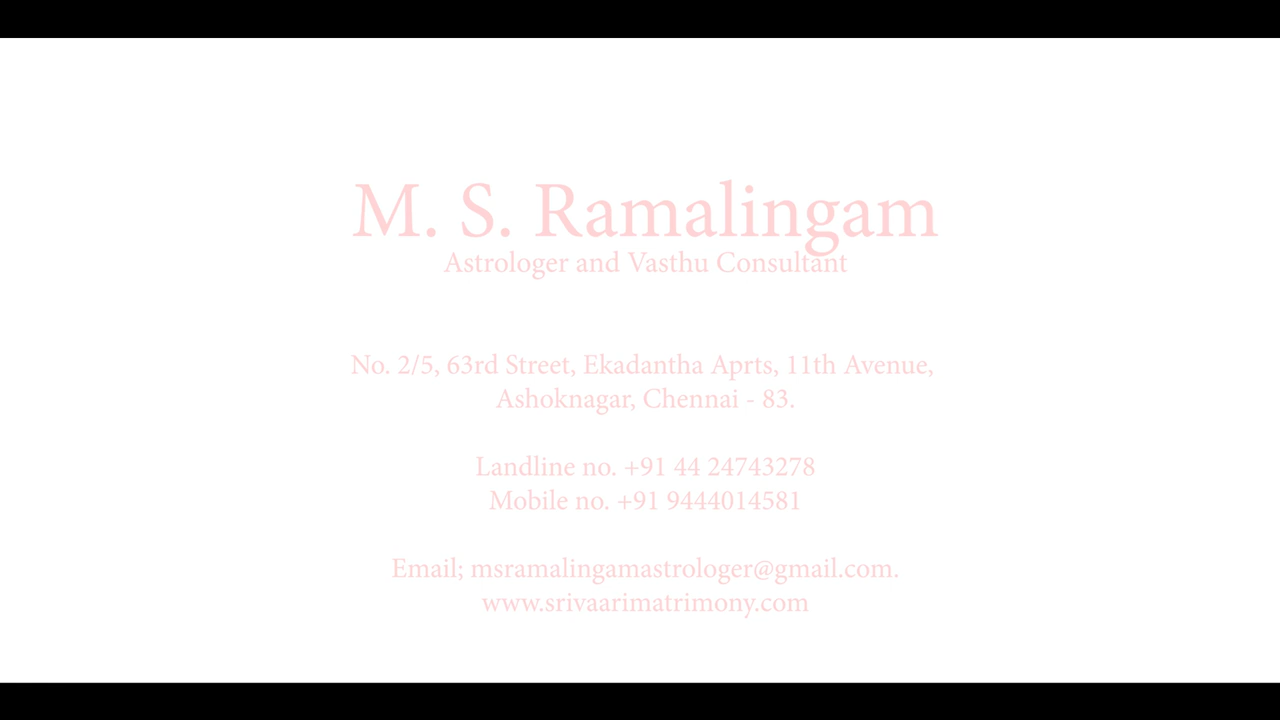 M. S. Ramalingam
Astrologer and Vasthu Consultant
No. 2/5, 63rd Street, Ekadantha Aprts, 11th Avenue,
Ashoknagar, Chennai - 83.
Landline no. +91 44 24743278
Mobile no. +91 9444014581
Email; msramalingamastrologer@gmail.com.
www.srivaarimatrimony.com